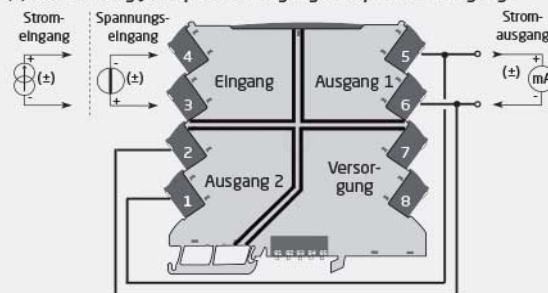 Strom-
eingang
Spannungs-
eingang
Strom-
ausgang
+
(±)
-
-
(±)
+
4
3
2
1
Eingang
Ausgang 1
Ausgang 2
Versor-
gung
5
6
7
8
+
(±)
mA
-